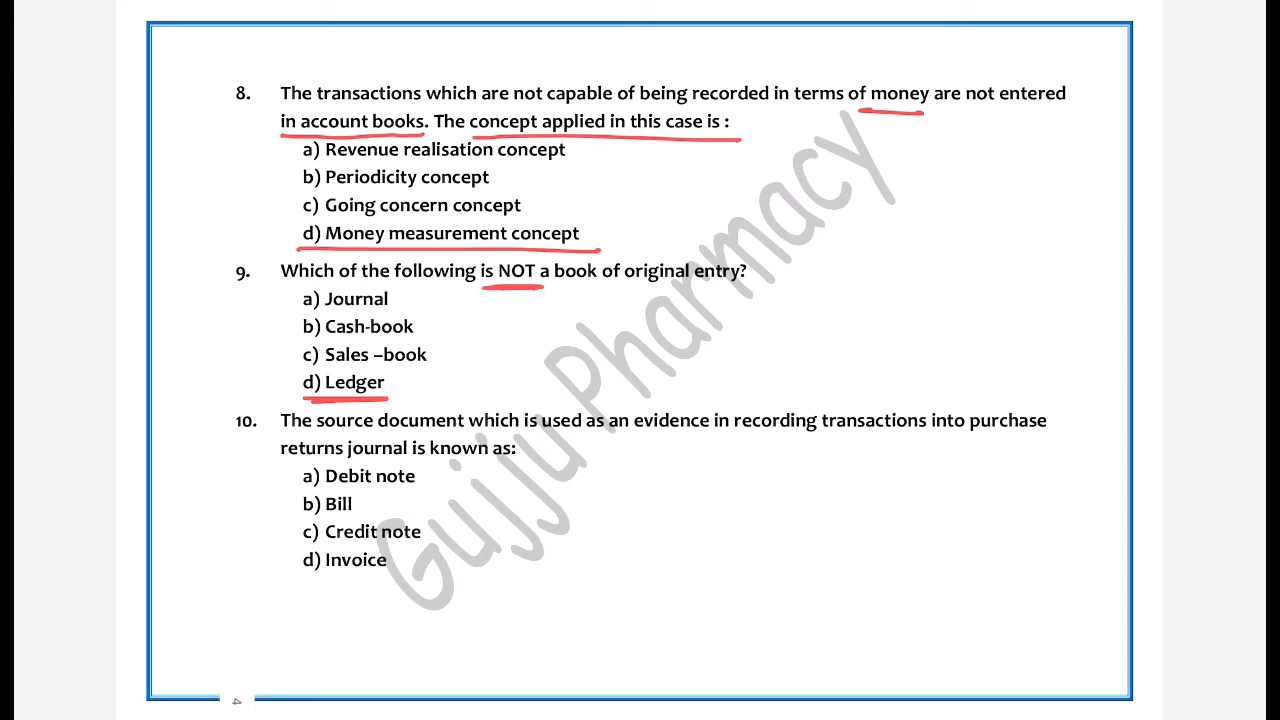 8. The transactions which are not capable of being recorded in terms of money are not entered
in account books. The concept applied in this case is :
a) Revenue realisation concept
b) Periodicity concept
c) Going concern concept
d) Money measurement concept
9. Which of the following is NOT a book of original entry?
a) Journal
b) Cash-book
c) Sales –book
d) Ledger
10. The source document which is used as an evidence in recording transactions into purchase
returns journal is known as:
a) Debit note
b) Bill
c) Credit note
d) Invoice
Gujju Pharmacy
4